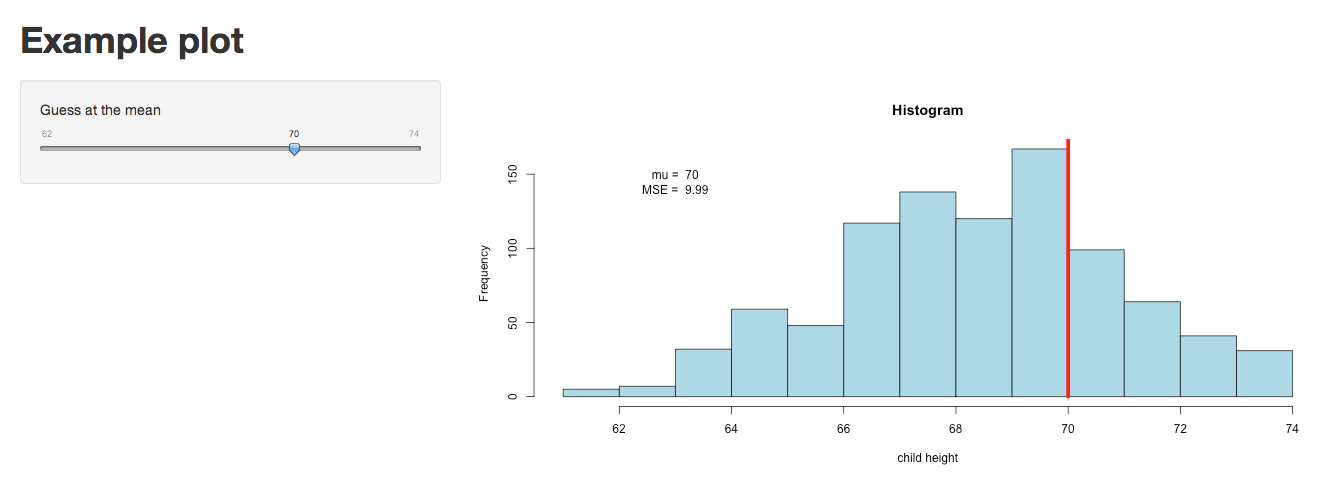 Example plot
Guess at the mean
62 70 74
Histogram
mu = 70
MSE = 9.99
Frequency
0 50 100 150
62 64 66 68 70 72 74
child height